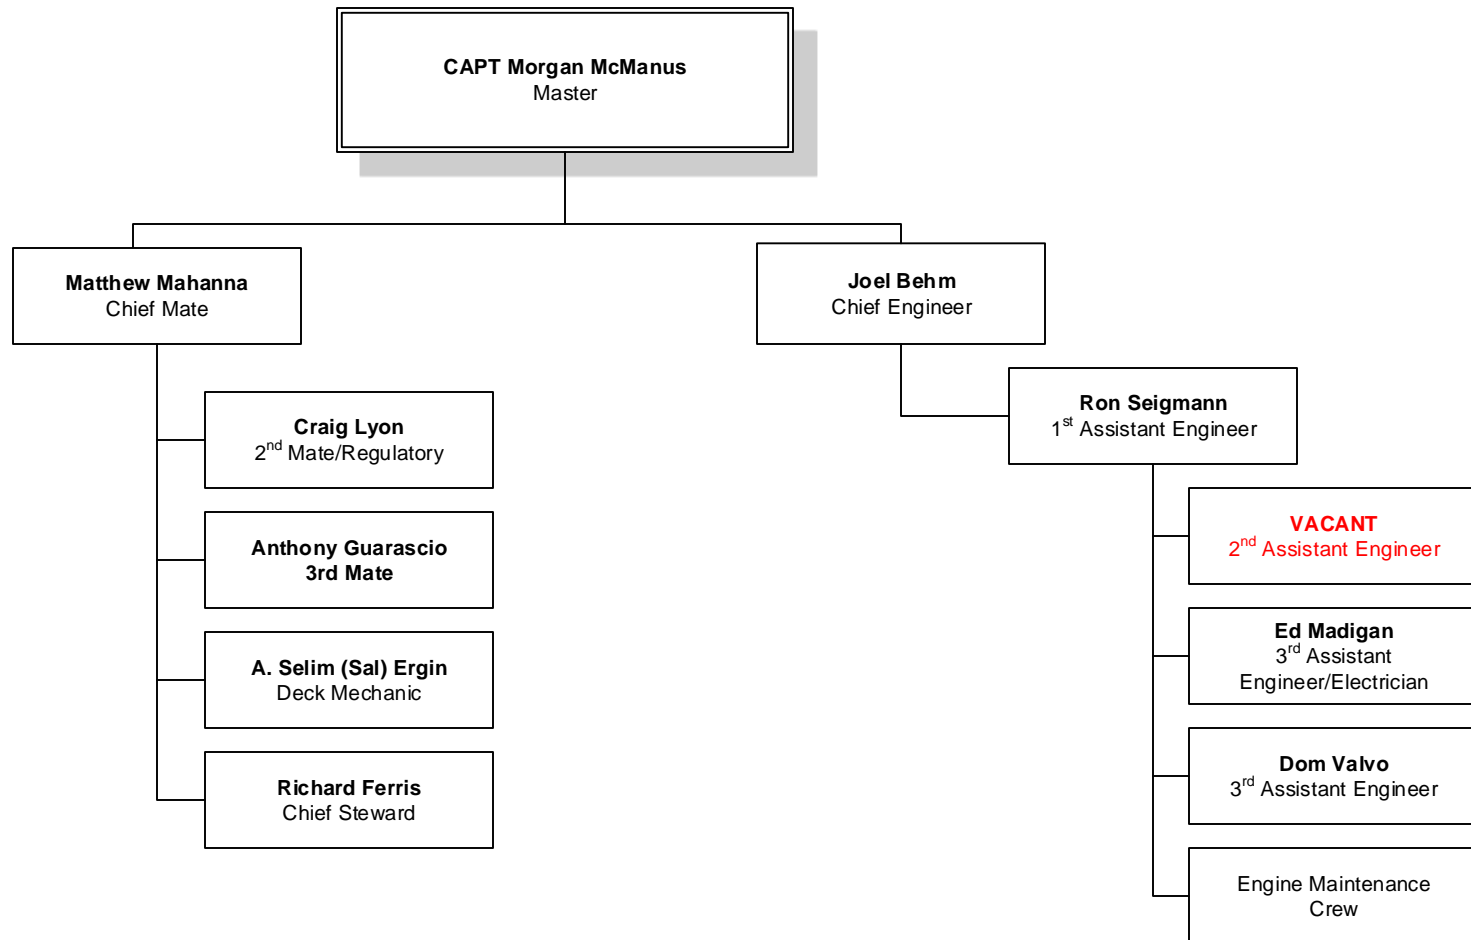 CAPT Morgan McManus
Master
Matthew Mahanna
Chief Mate
Joel Behm
Chief Engineer
Craig Lyon
2nd Mate/Regulatory
Anthony Guarascio
3rd Mate
A. Selim (Sal) Ergin
Deck Mechanic
Richard Ferris
Chief Steward
Ron Seigmann
1st Assistant Engineer
VACANT
2nd Assistant Engineer
Ed Madigan
3rd Assistant
Engineer/Electrician
Dom Valvo
3rd Assistant Engineer
Engine Maintenance
Crew